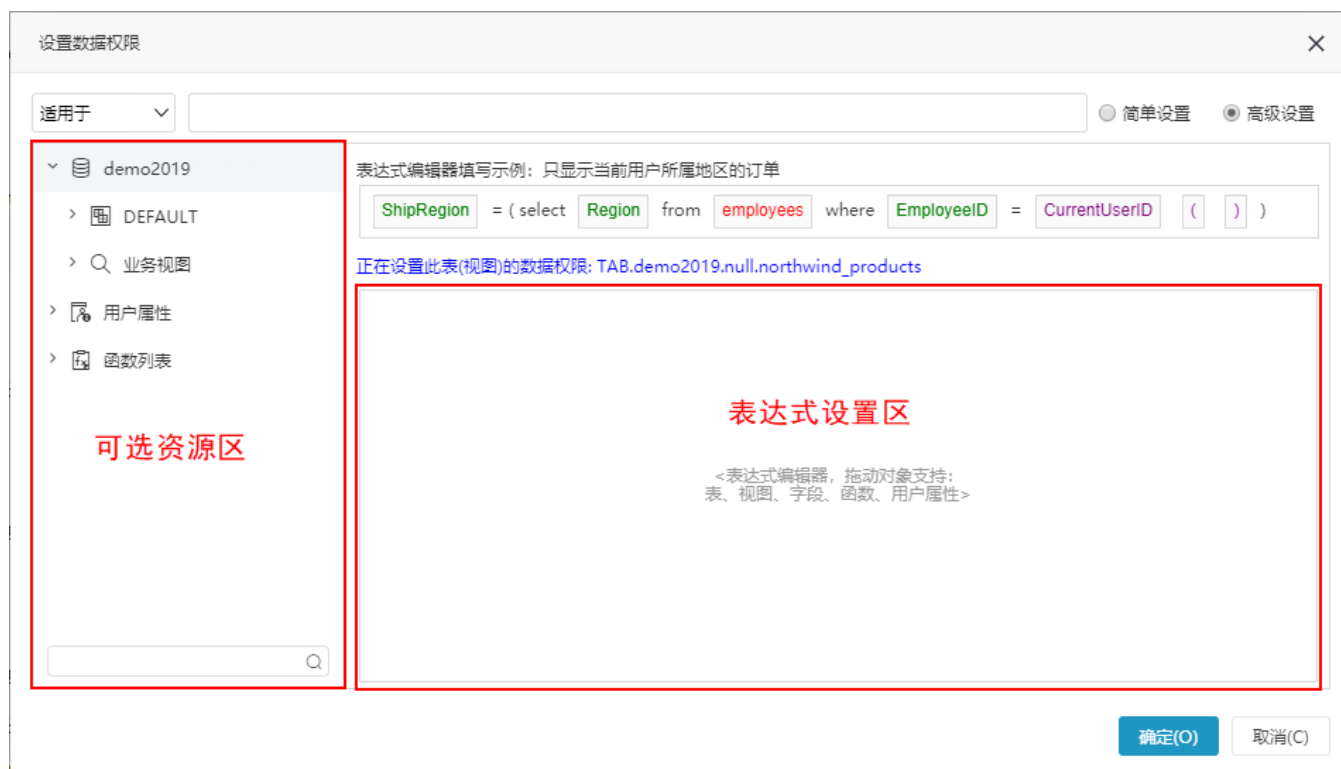 设置数据权限
适用于 简单设置 高级设置
demo2019
DEFAULT
业务视图
用户属性
函数列表
可选资源区
表达式编辑器填写示例：只显示当前用户所属地区的订单
ShipRegion = ( select Region from employees where EmployeeID = CurrentUserID ( ) )
正在设置此表(视图)的数据权限: TAB.demo2019.null.northwind_products
表达式设置区
<表达式编辑器，拖动对象支持：
表、视图、字段、函数、用户属性>
确定(O) 取消(C)